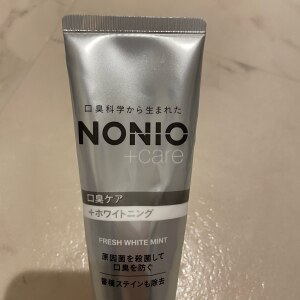 口臭科学から生まれた
NONIO
+care
口臭ケア
+ホワイトニング
FRESH WHITE MINT
原因菌を殺菌して
口臭を防ぐ
蓄積ステインも除去